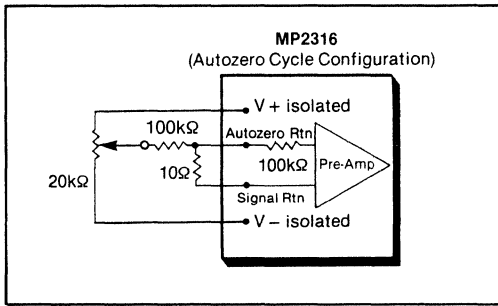 MP2316
(Autozero Cycle Configuration)
V + isolated
100kΩ
Autozero Rtn
100kΩ
Pre-Amp
10Ω
20kΩ
Signal Rtn
V − isolated